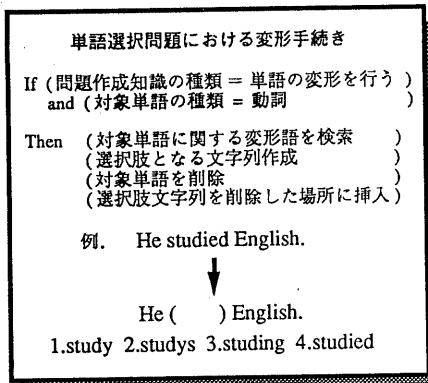 単語選択問題における変形手続き
If (問題作成知識の種類 = 単語の変形を行う )
and (対象単語の種類 = 動詞 )
Then (対象単語に関する変形語を検索 )
(選択肢となる文字列作成 )
(対象単語を削除 )
(選択肢文字列を削除した場所に挿入 )
例. He studied English.
He ( ) English.
1.study 2.studys 3.studing 4.studied